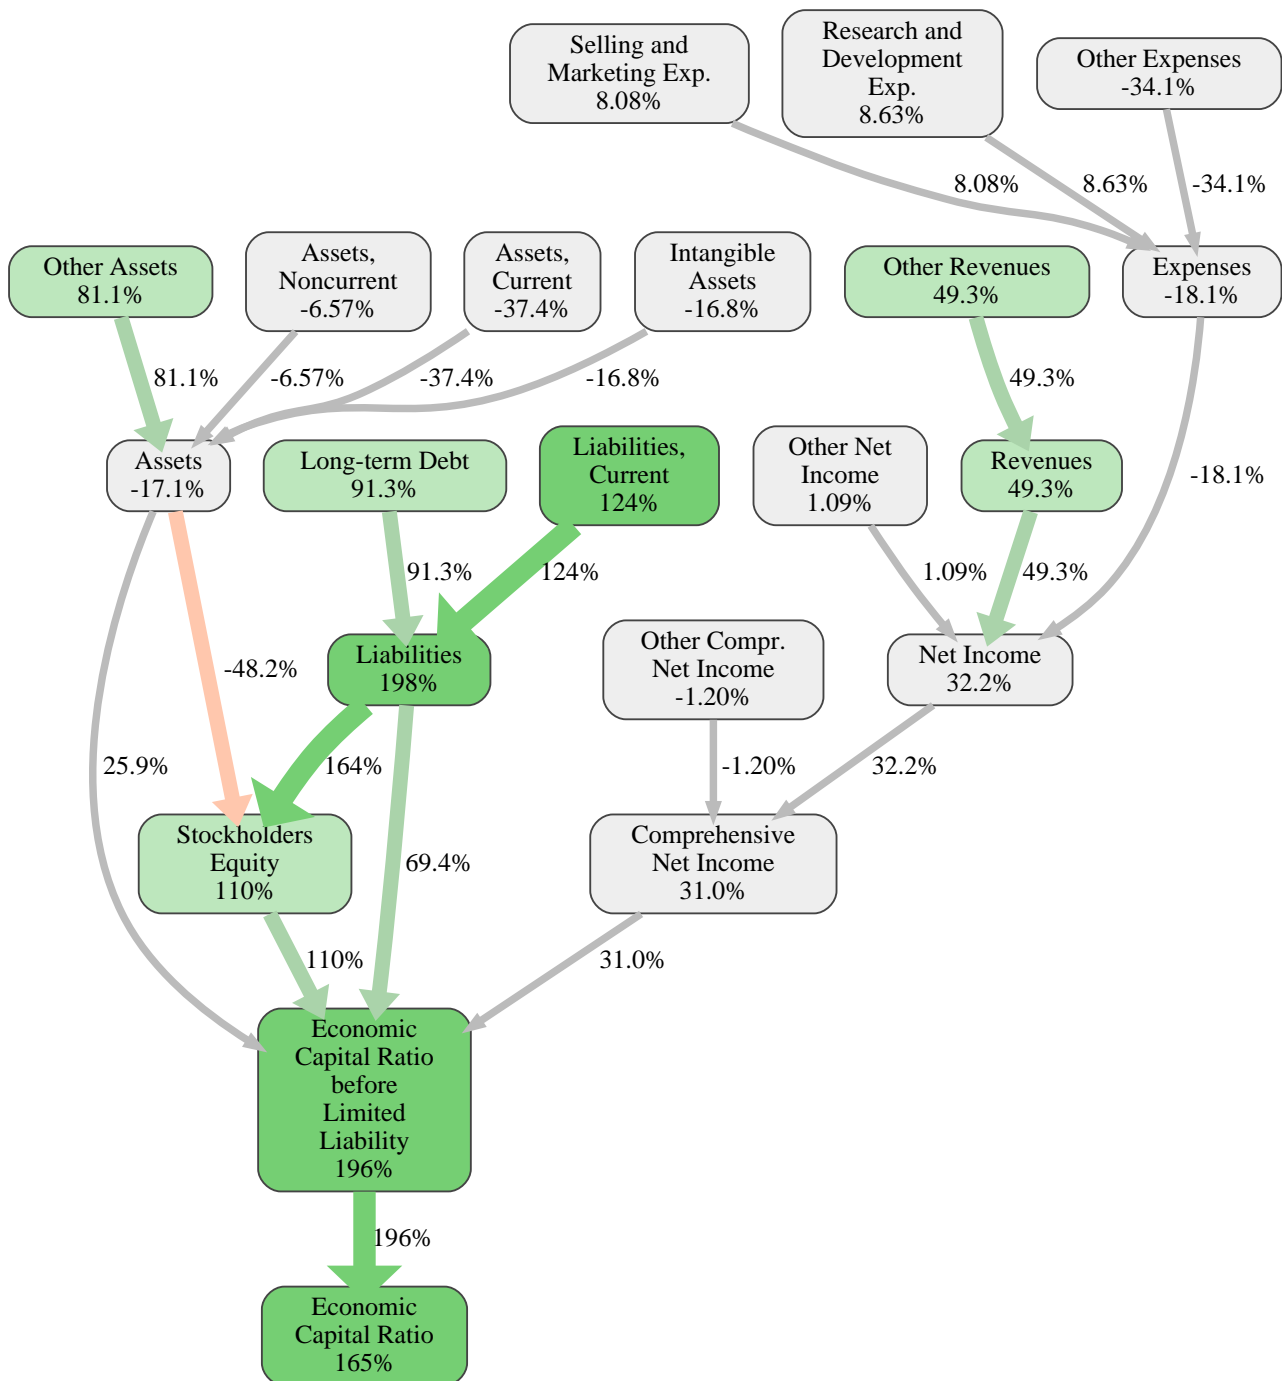 Selling and
Marketing Exp.
8.08%
Research and
Development
Exp.
8.63%
Other Expenses
-34.1%
8.08%
8.63%
-34.1%
Other Assets
81.1%
Assets,
Noncurrent
-6.57%
Assets,
Current
-37.4%
Intangible
Assets
-16.8%
Other Revenues
49.3%
Expenses
-18.1%
81.1%
-6.57%
-37.4%
-16.8%
49.3%
-18.1%
Assets
-17.1%
Long-term Debt
91.3%
Liabilities,
Current
124%
Other Net
Income
1.09%
Revenues
49.3%
91.3%
124%
1.09%
49.3%
-48.2%
Liabilities
198%
Other Compr.
Net Income
-1.20%
Net Income
32.2%
25.9%
164%
69.4%
-1.20%
32.2%
Stockholders
Equity
110%
Comprehensive
Net Income
31.0%
110%
31.0%
Economic
Capital Ratio
before
Limited
Liability
196%
196%
Economic
Capital Ratio
165%